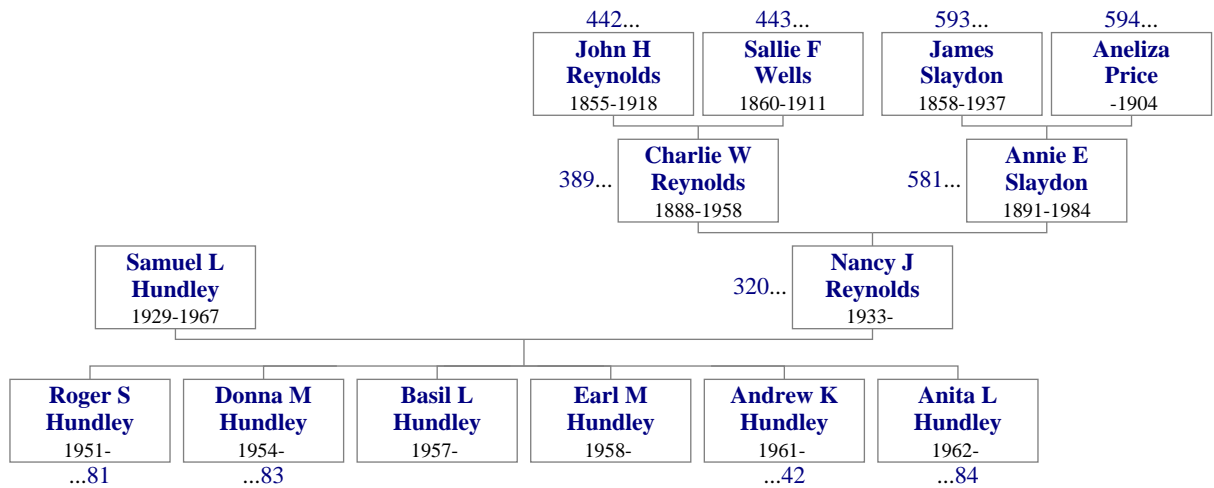 442... 443... 593... 594...
John H Sallie F James Aneliza
Reynolds Wells Slaydon Price
1855-1918 1860-1911 1858-1937 -1904
Charlie W Annie E
389... Reynolds 581... Slaydon
1888-1958 1891-1984
Samuel L Nancy J
Hundley 320... Reynolds
1929-1967 1933-
Roger S Donna M Basil L Earl M Andrew K Anita L
Hundley Hundley Hundley Hundley Hundley Hundley
1951- 1954- 1957- 1958- 1961- 1962-
...81 ...83 ...42 ...84